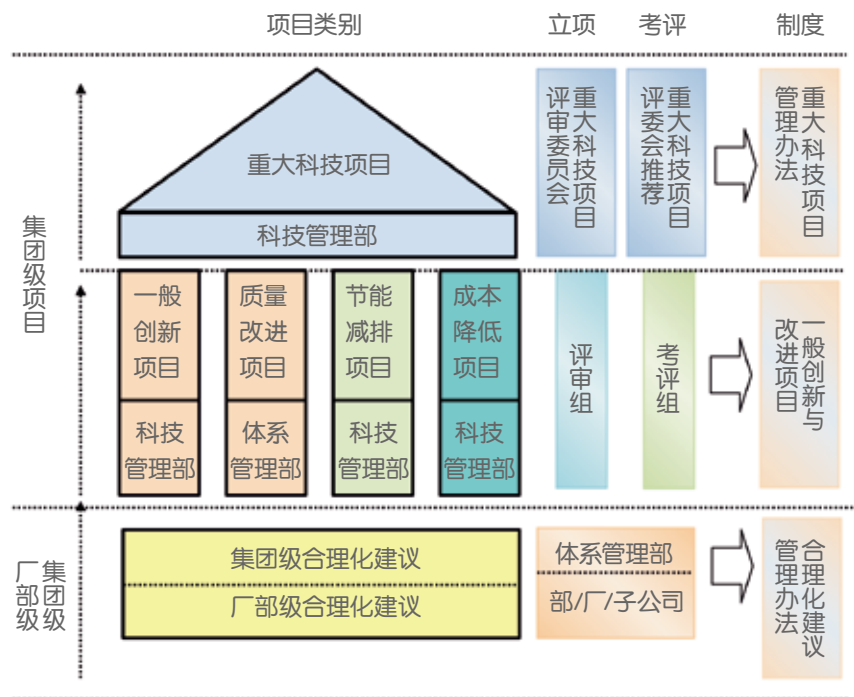 项目类别
立项
考评
制度
集团级项目
重大科技项目
科技管理部
重大科技项目
评审委员会
重大科技项目
评委会推荐
重大科技项目
管理办法
一般
创新
项目
科技
管理部
质量
改进
项目
体系
管理部
节能
减排
项目
科技
管理部
成本
降低
项目
科技
管理部
评审组
考评组
一般创新与
改进项目
集团级
厂部级
集团级合理化建议
厂部级合理化建议
体系管理部
部/厂/子公司
合理化建议
管理办法